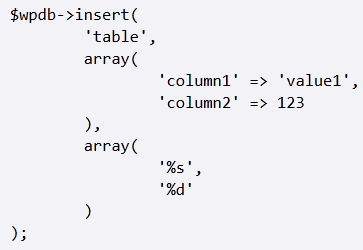 $wpdb->insert(
	'table',
	array(
		'column1' => 'value1',
		'column2' => 123
	),
	array(
		'%s',
		'%d'
	)
);